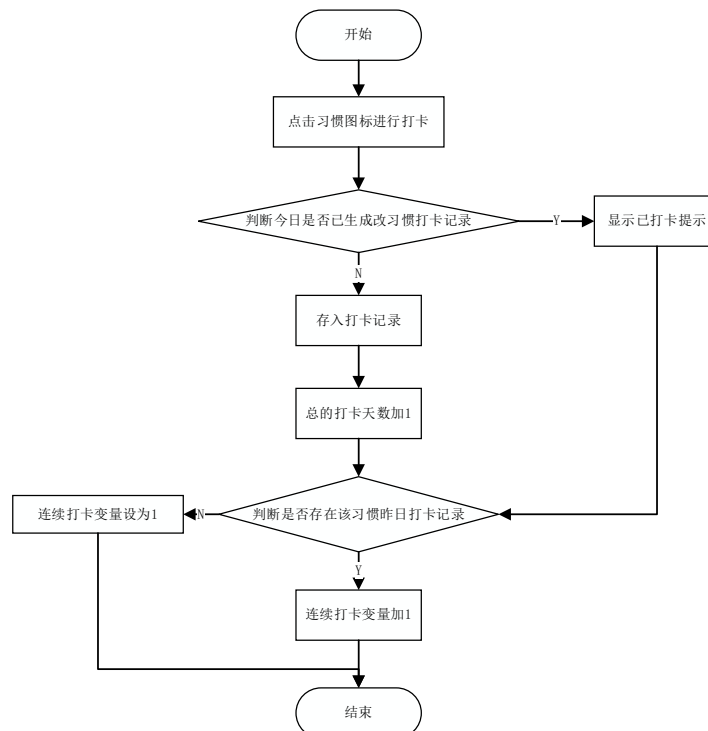 开始
点击习惯图标进行打卡
判断今日是否已生成改习惯打卡记录
Y
显示已打卡提示
N
存入打卡记录
总的打卡天数加1
连续打卡变量设为1
N
判断是否存在该习惯昨日打卡记录
Y
连续打卡变量加1
结束